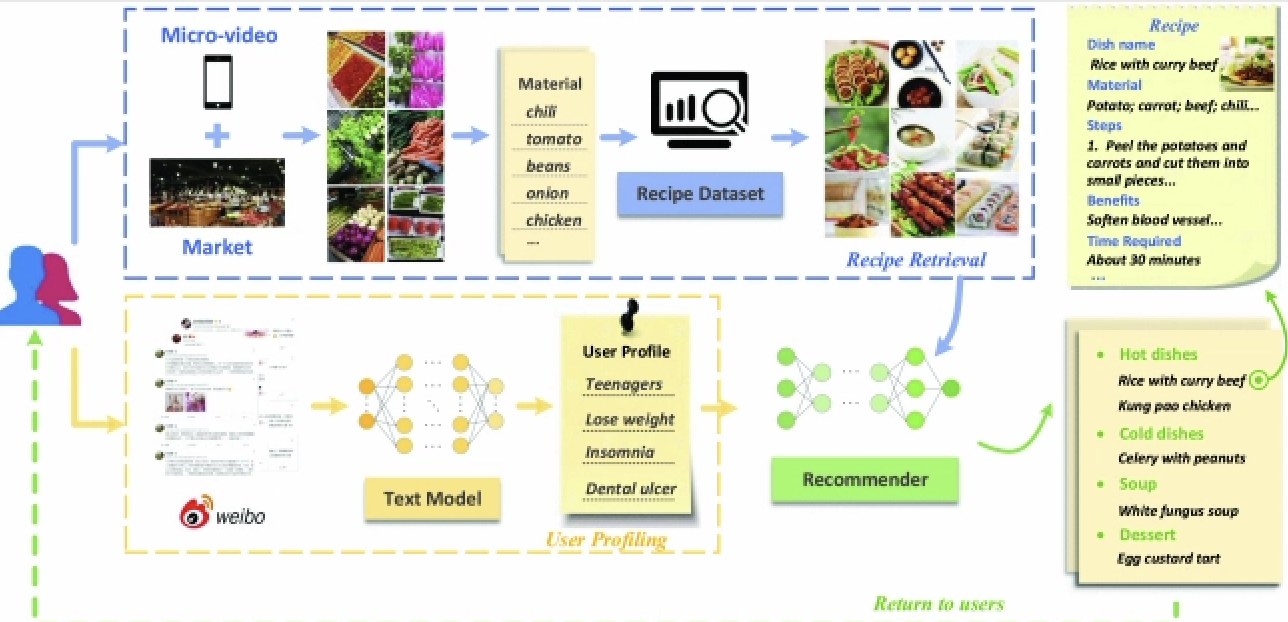 Micro-video
+
Market
Material
chili
tomato
beans
onion
chicken
...
Recipe Dataset
Recipe Retrieval
Recipe
Dish name
Rice with curry beef
Material
Potato; carrot; beef; chili...
Steps
1. Peel the potatoes and
carrots and cut them into
small pieces...
Benefits
Soften blood vessel...
Time Required
About 30 minutes
...
weibo
Text Model
User Profile
Teenagers
Lose weight
Insomnia
Dental ulcer
User Profiling
Recommender
• Hot dishes
Rice with curry beef
Kung pao chicken
• Cold dishes
Celery with peanuts
• Soup
White fungus soup
• Dessert
Egg custard tart
Return to users